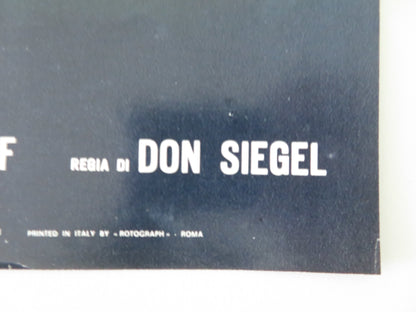 F REGIA DI DON SIEGEL
PRINTED IN ITALY BY « ROTOGRAPH » - ROMA